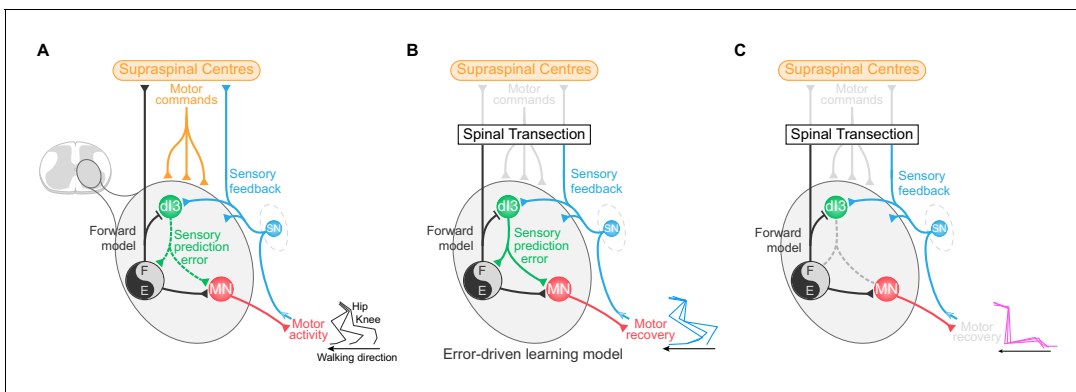 A
Supraspinal Centres
Motor
commands
Sensory
feedback
dI3
SN
Forward
model
Sensory
prediction
error
F
E
MN
Motor
activity
Hip
Knee
Walking direction
B
Supraspinal Centres
Motor
commands
Spinal Transection
Sensory
feedback
dI3
SN
Forward
model
Sensory
prediction
error
F
E
MN
Motor
recovery
Error-driven learning model
C
Supraspinal Centres
Motor
commands
Spinal Transection
Sensory
feedback
dI3
SN
Forward
model
F
E
MN
Motor
recovery